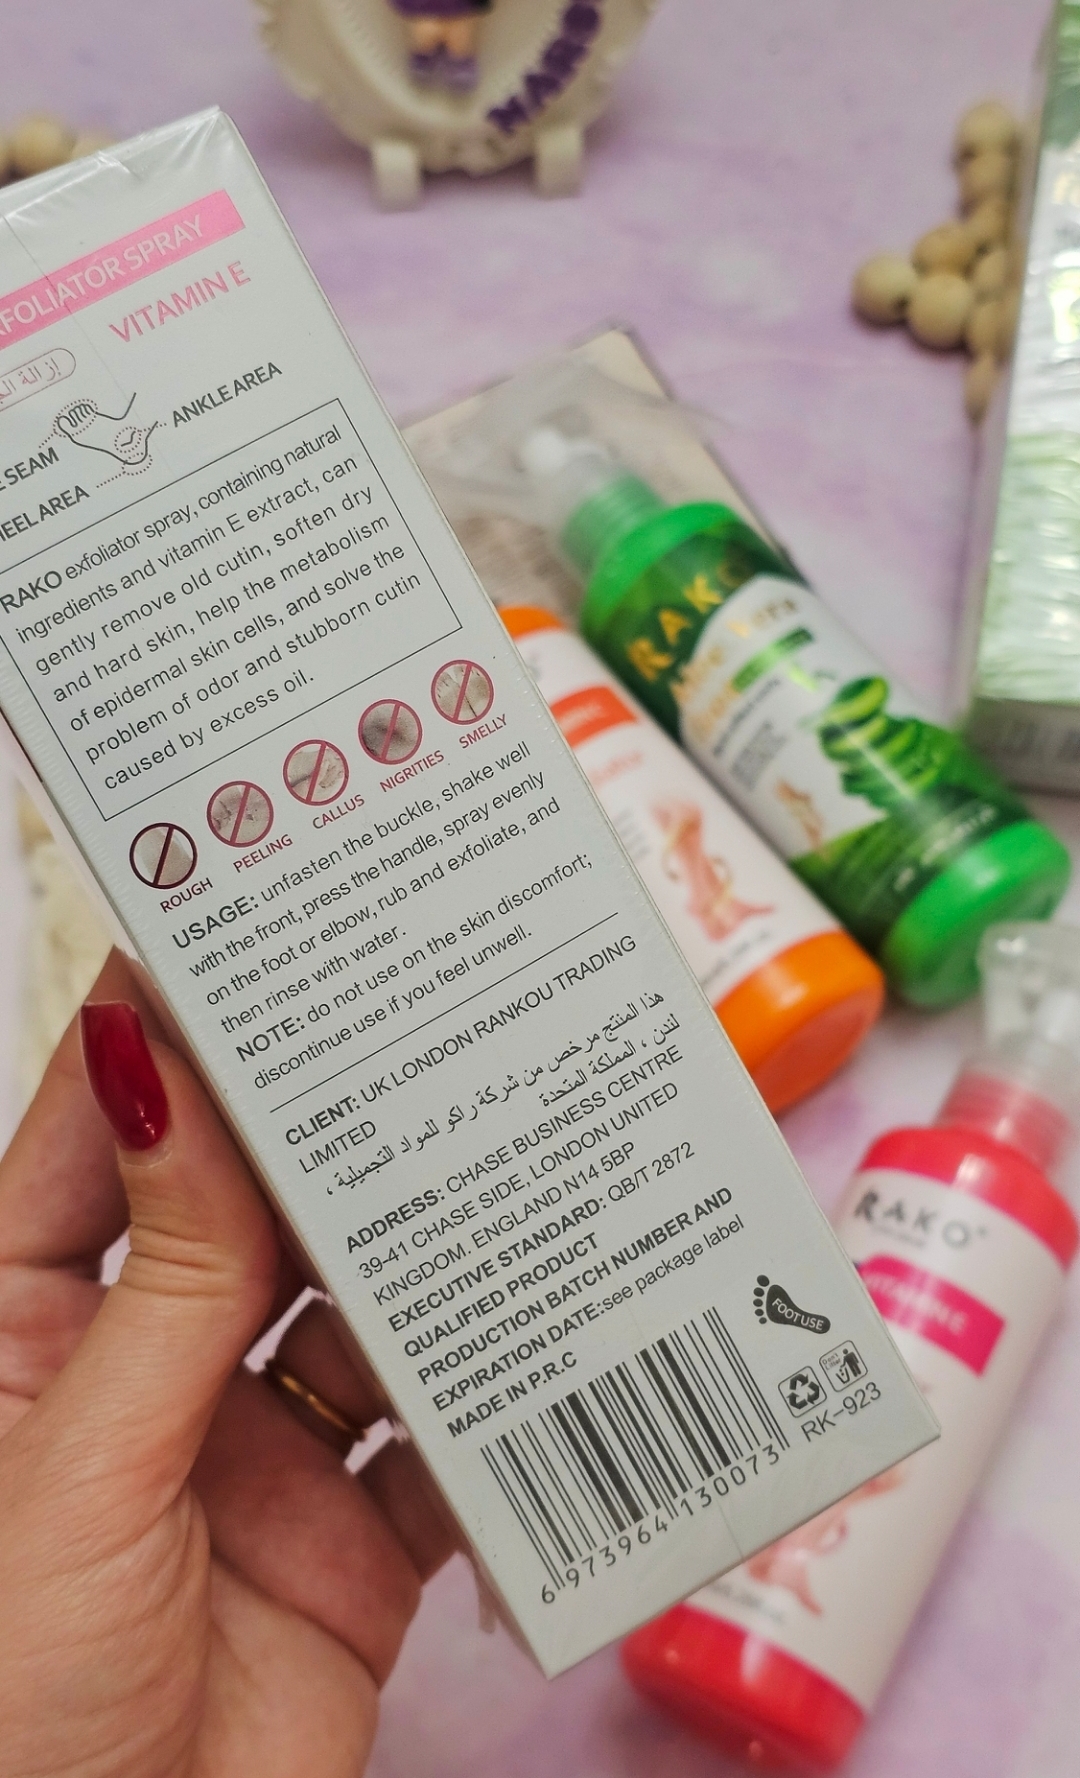 FOLIATOR SPRAY
VITAMIN E
ANKLE AREA
SEAM
HEEL AREA
RAKO exfoliator spray, containing natural
ingredients and vitamin E extract, can
gently remove old cutin, soften dry
and hard skin, help the metabolism
of epidermal skin cells, and solve the
problem of odor and stubborn cutin
caused by excess oil.
ROUGH
PEELING
CALLUS
NIGRITIES
SMELLY
USAGE: unfasten the buckle, shake well
with the front, press the handle, spray evenly
on the foot or elbow, rub and exfoliate, and
then rinse with water.
NOTE: do not use on the skin discomfort;
discontinue use if you feel unwell.
CLIENT: UK LONDON RANKOU TRADING
LIMITED
هذا المنتج مرخص من شركة راكو للمواد التجميلية ،
لندن ، المملكة المتحدة
ADDRESS: CHASE BUSINESS CENTRE
39-41 CHASE SIDE, LONDON UNITED
KINGDOM. ENGLAND N14 5BP
EXECUTIVE STANDARD: QB/T 2872
QUALIFIED PRODUCT
PRODUCTION BATCH NUMBER AND
EXPIRATION DATE:see package label
MADE IN P.R.C
FOOT USE
RK-923
6 973964 130073
RAKO
Aloe Vera
RAKO